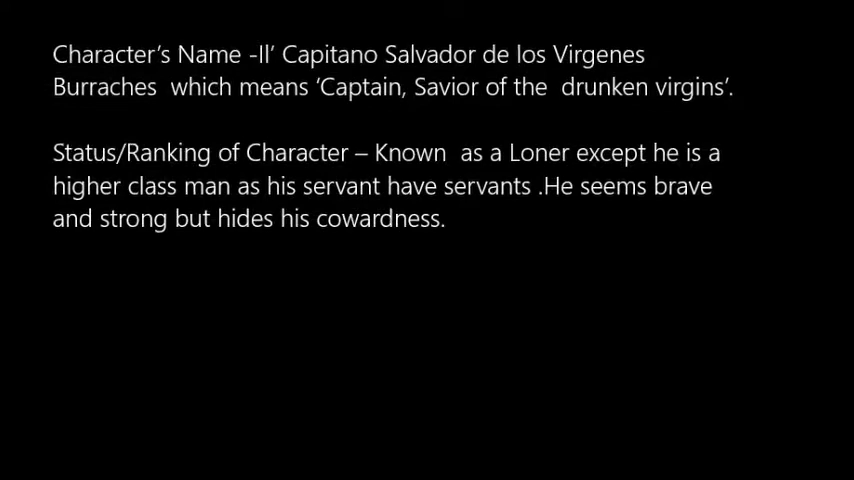 Character’s Name -Il’ Capitano Salvador de los Virgenes
Burraches  which means ‘Captain, Savior of the  drunken virgins’.
Status/Ranking of Character – Known  as a Loner except he is a
higher class man as his servant have servants .He seems brave
and strong but hides his cowardness.